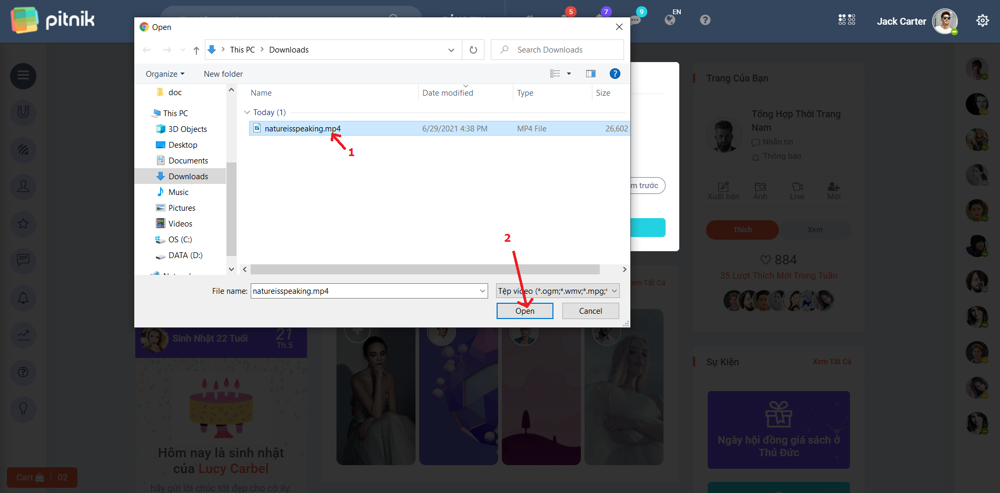 pitnik
5
7
9
EN
Jack Carter
Open
This PC
Downloads
Search Downloads
Organize
New folder
doc
This PC
3D Objects
Desktop
Documents
Downloads
Music
Pictures
Videos
OS (C:)
DATA (D:)
Name
Date modified
Type
Size
Today (1)
natureisspeaking.mp4
6/29/2021 4:38 PM
MP4 File
26,602
1
2
File name:
natureisspeaking.mp4
Tệp video (*.ogm;*.wmv;*.mpg;*
Open
Cancel
m trước
em Tất Cả
Sinh Nhật 22 Tuổi
21
Th.5
Hôm nay là sinh nhật
của Lucy Carbel
hãy gửi lời chúc tốt đẹp cho cô ấy.
Cart
02
Trang Của Bạn
Tổng Hợp Thời Trang
Nam
Nhắn tin
Thông báo
Xuất bản
Ảnh
Live
Mời
Thích
Xem
884
35 Lượt Thích Mới Trong Tuần
Sự Kiện
Xem Tất Cả
Ngày hội đồng giá sách ở
Thủ Đức